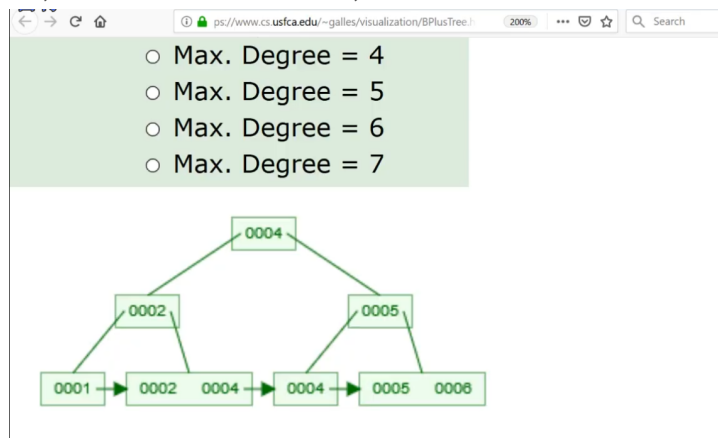 ps://www.cs.usfca.edu/~galles/visualization/BPlusTree.h 200% Search
Max. Degree = 4
Max. Degree = 5
Max. Degree = 6
Max. Degree = 7
0004
0002 0005
0001 0002 0004 0004 0005 0006